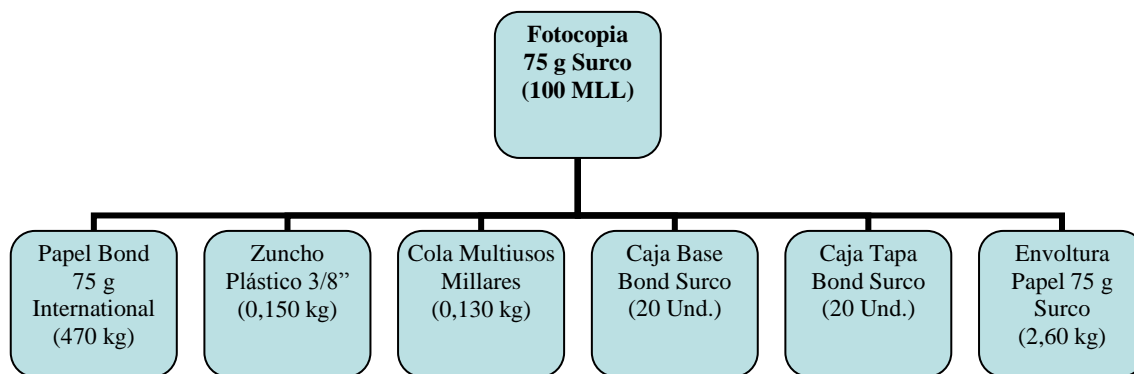 Fotocopia
75 g Surco
(100 MLL)
Papel Bond
75 g
International
(470 kg)
Zuncho
Plástico 3/8”
(0,150 kg)
Cola Multiusos
Millares
(0,130 kg)
Caja Base
Bond Surco
(20 Und.)
Caja Tapa
Bond Surco
(20 Und.)
Envoltura
Papel 75 g
Surco
(2,60 kg)